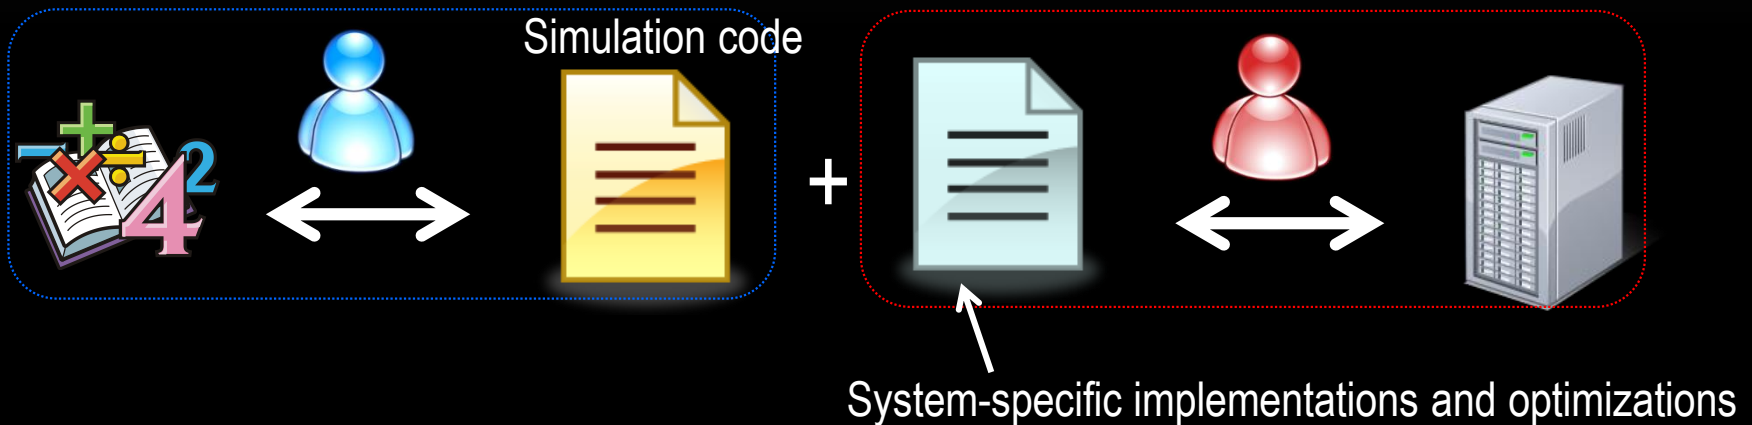 Simulation code
+
System-specific implementations and optimizations